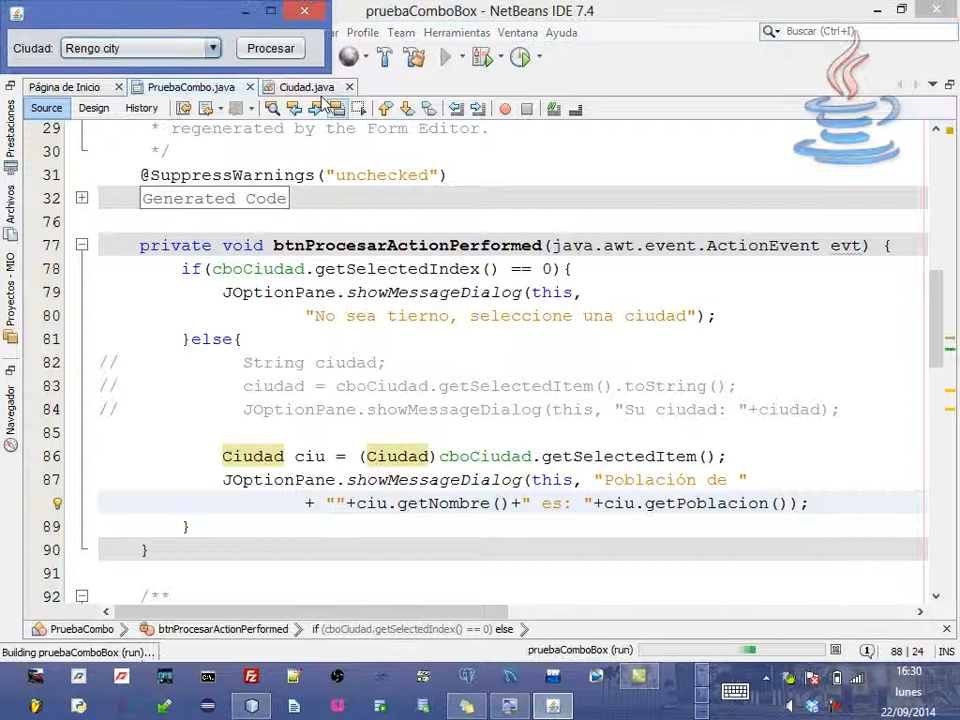 pruebaComboBox - NetBeans IDE 7.4
Ciudad: Rengo city Procesar
Profile Team Herramientas Ventana Ayuda
Buscar (Ctrl+I)
Página de Inicio PruebaCombo.java Ciudad.java
Source Design History
Prestaciones
Archivos
Proyectos - MIO
Navegador
29 * regenerated by the Form Editor.
30 */
31 @SuppressWarnings("unchecked")
32 Generated Code
76
77 private void btnProcesarActionPerformed(java.awt.event.ActionEvent evt) {
78 if(cboCiudad.getSelectedIndex() == 0){
79 JOptionPane.showMessageDialog(this,
80 "No sea tierno, seleccione una ciudad");
81 }else{
82 // String ciudad;
83 // ciudad = cboCiudad.getSelectedItem().toString();
84 // JOptionPane.showMessageDialog(this, "Su ciudad: "+ciudad);
85
86 Ciudad ciu = (Ciudad)cboCiudad.getSelectedItem();
87 JOptionPane.showMessageDialog(this, "Población de "
+ ""+ciu.getNombre()+" es: "+ciu.getPoblacion());
89 }
90 }
91
92 /**
PruebaCombo btnProcesarActionPerformed if (cboCiudad.getSelectedIndex() == 0) else
Building pruebaComboBox (run)... pruebaComboBox (run) 88 | 24 INS
16:30
lunes
22/09/2014